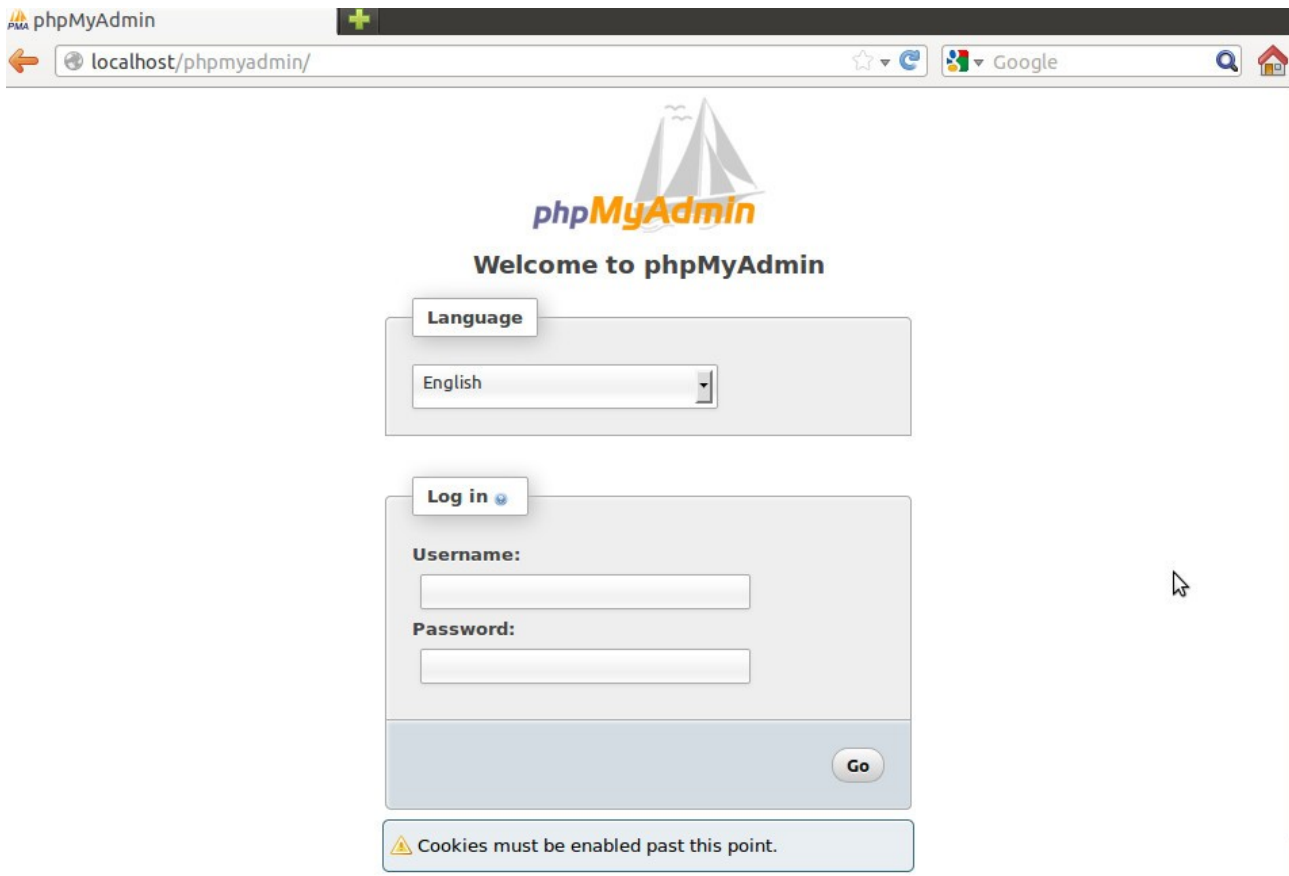 phpMyAdmin
localhost/phpmyadmin/
Google
phpMyAdmin
Welcome to phpMyAdmin
Language
English
Log in
Username:
Password:
Go
Cookies must be enabled past this point.